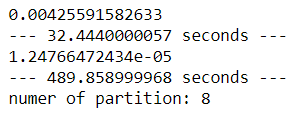 0.00425591582633
--- 32.4440000057 seconds ---
1.24766472434e-05
--- 489.858999968 seconds ---
numer of partition: 8